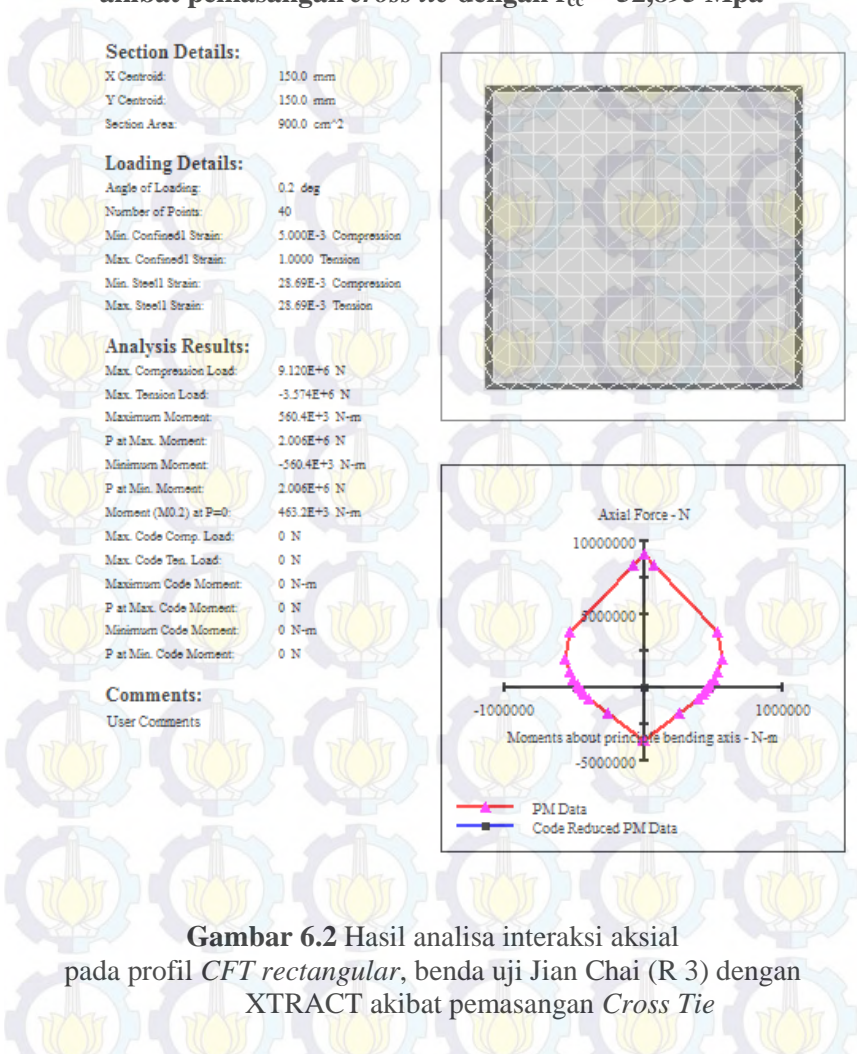 akibat pemasangan cross tie dengan f'cc = 52,893 Mpa
Section Details:
X Centroid: 150.0 mm
Y Centroid: 150.0 mm
Section Area: 900.0 cm^2
Loading Details:
Angle of Loading: 0.2 deg
Number of Points: 40
Min. Confined1 Strain: 5.000E-3 Compression
Max. Confined1 Strain: 1.0000 Tension
Min. Steel1 Strain: 28.69E-3 Compression
Max. Steel1 Strain: 28.69E-3 Tension
Analysis Results:
Max. Compression Load: 9.120E+6 N
Max. Tension Load: -3.574E+6 N
Maximum Moment: 560.4E+3 N-m
P at Max. Moment: 2.006E+6 N
Minimum Moment: -560.4E+3 N-m
P at Min. Moment: 2.006E+6 N
Moment (M0.2) at P=0: 463.2E+3 N-m
Max. Code Comp. Load: 0 N
Max. Code Ten. Load: 0 N
Maximum Code Moment: 0 N-m
P at Max. Code Moment: 0 N
Minimum Code Moment: 0 N-m
P at Min. Code Moment: 0 N
Comments:
User Comments
Axial Force - N
10000000
5000000
-1000000 1000000
Moments about principle bending axis - N-m
-5000000
PM Data
Code Reduced PM Data
Gambar 6.2 Hasil analisa interaksi aksial
pada profil CFT rectangular, benda uji Jian Chai (R 3) dengan
XTRACT akibat pemasangan Cross Tie